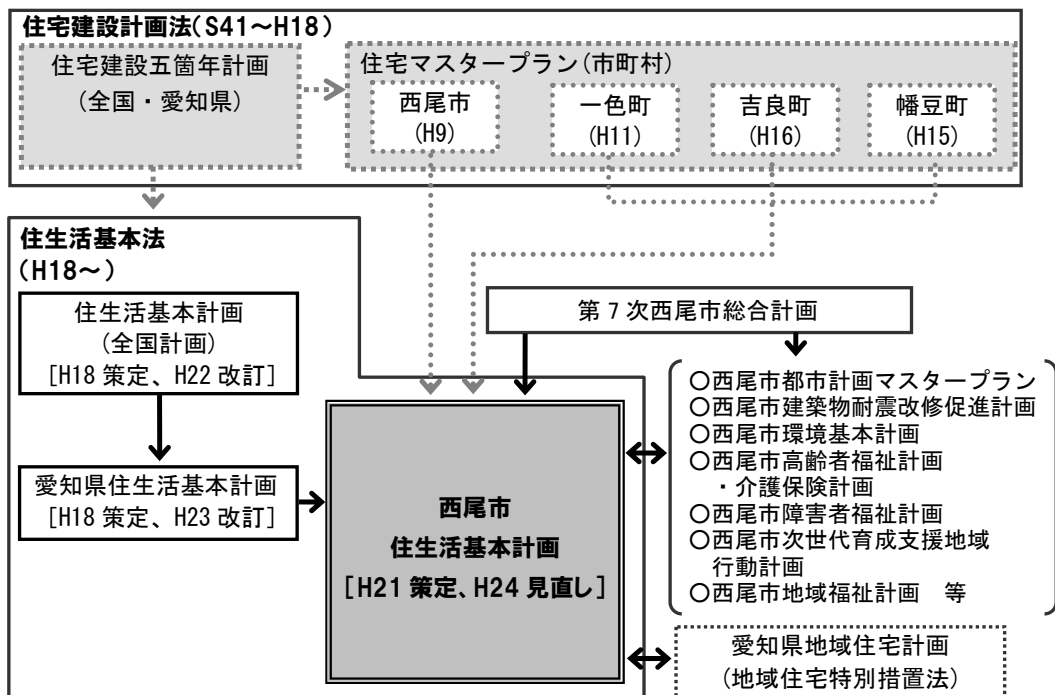 住宅建設計画法(S41～H18)
住宅建設五箇年計画
(全国・愛知県)
住宅マスタープラン(市町村)
西尾市
(H9)
一色町
(H11)
吉良町
(H16)
幡豆町
(H15)
住生活基本法
(H18～)
住生活基本計画
(全国計画)
[H18 策定、H22 改訂]
愛知県住生活基本計画
[H18 策定、H23 改訂]
第７次西尾市総合計画
西尾市
住生活基本計画
[H21 策定、H24 見直し]
○西尾市都市計画マスタープラン
○西尾市建築物耐震改修促進計画
○西尾市環境基本計画
○西尾市高齢者福祉計画
・介護保険計画
○西尾市障害者福祉計画
○西尾市次世代育成支援地域
行動計画
○西尾市地域福祉計画　等
愛知県地域住宅計画
(地域住宅特別措置法)